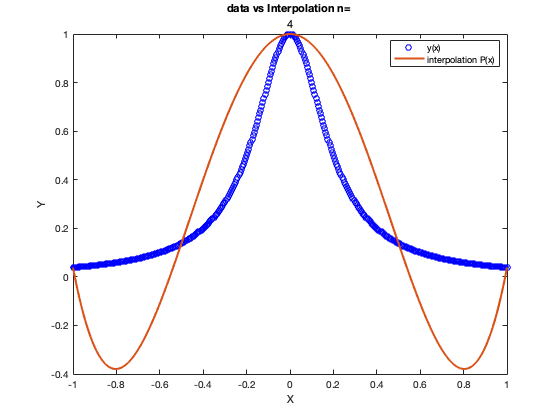 data vs Interpolation n=
4
y(x)
interpolation P(x)
1
0.8
0.6
0.4
0.2
0
-0.2
-0.4
Y
-1 -0.8 -0.6 -0.4 -0.2 0 0.2 0.4 0.6 0.8 1
X